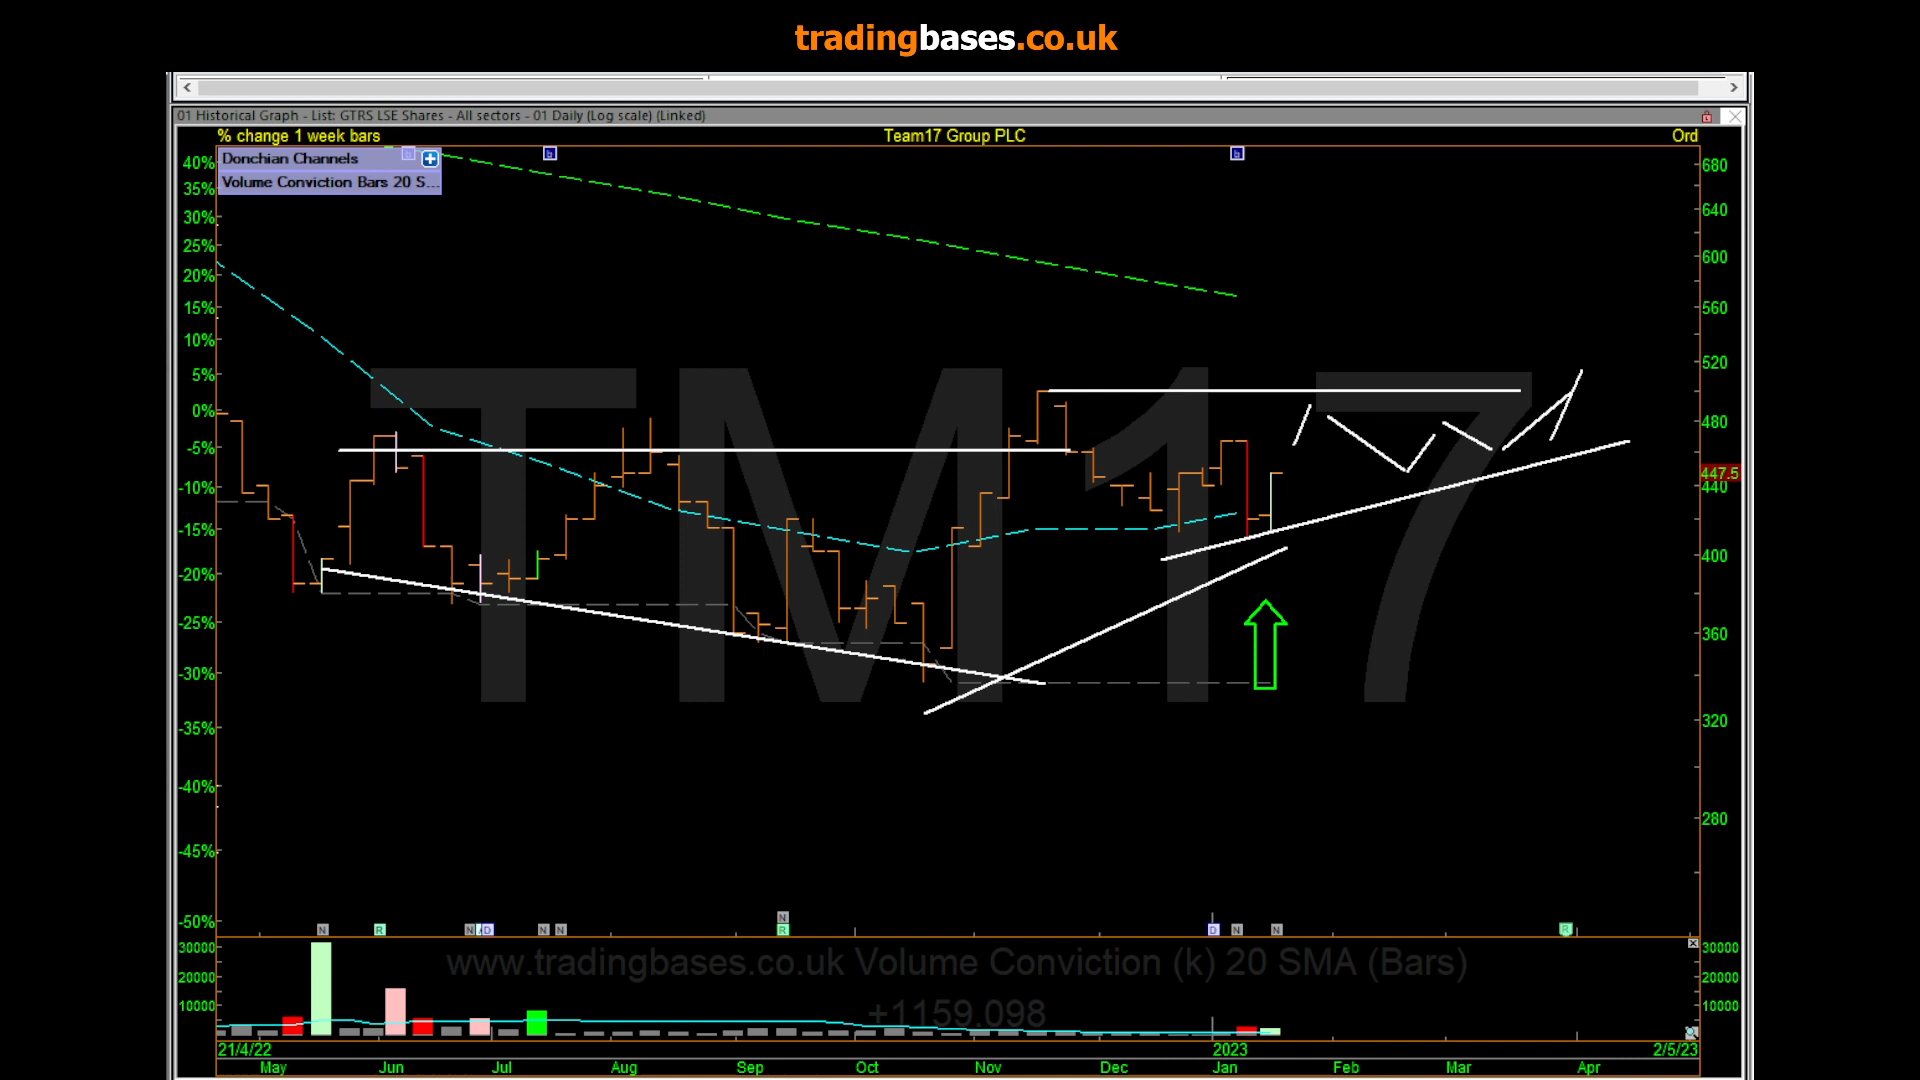 tradingbases.co.uk
01 Historical Graph - List: GTRS LSE Shares - All sectors - 01 Daily (Log scale) (Linked)
% change 1 week bars
Team17 Group PLC
Ord
Donchian Channels
Volume Conviction Bars 20 S...
b
b
b
40%
35%
30%
25%
20%
15%
10%
5%
0%
-5%
-10%
-15%
-20%
-25%
-30%
-35%
-40%
-45%
-50%
680
640
600
560
520
480
447.5
440
400
360
320
280
TM17
N R N D N N N R D N N R
30000
20000
10000
30000
20000
10000
www.tradingbases.co.uk Volume Conviction (k) 20 SMA (Bars)
+1159.098
21/4/22 2023 2/5/23
May Jun Jul Aug Sep Oct Nov Dec Jan Feb Mar Apr